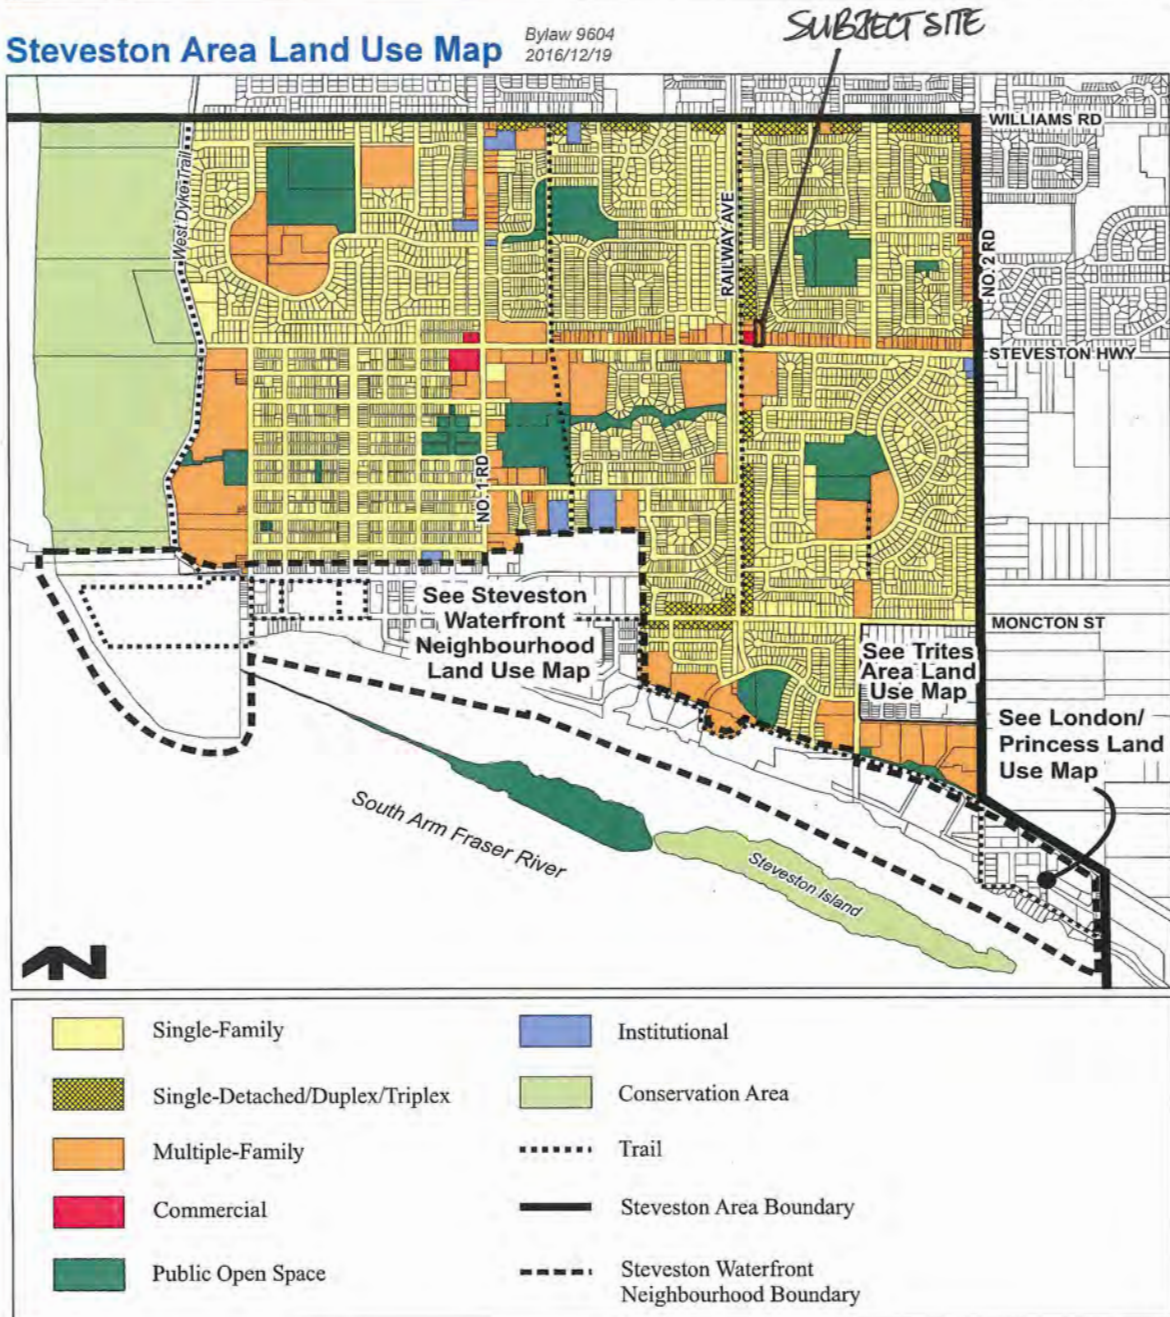 Steveston Area Land Use Map
Bylaw 9604
2016/12/19
SUBJECT SITE
WILLIAMS RD
West Dyke Trail
RAILWAY AVE
NO. 2 RD
STEVESTON HWY
NO. 1 RD
MONCTON ST
See Steveston
Waterfront
Neighbourhood
Land Use Map
See Trites
Area Land
Use Map
See London/
Princess Land
Use Map
South Arm Fraser River
Steveston Island
N
Single-Family
Single-Detached/Duplex/Triplex
Multiple-Family
Commercial
Public Open Space
Institutional
Conservation Area
Trail
Steveston Area Boundary
Steveston Waterfront
Neighbourhood Boundary